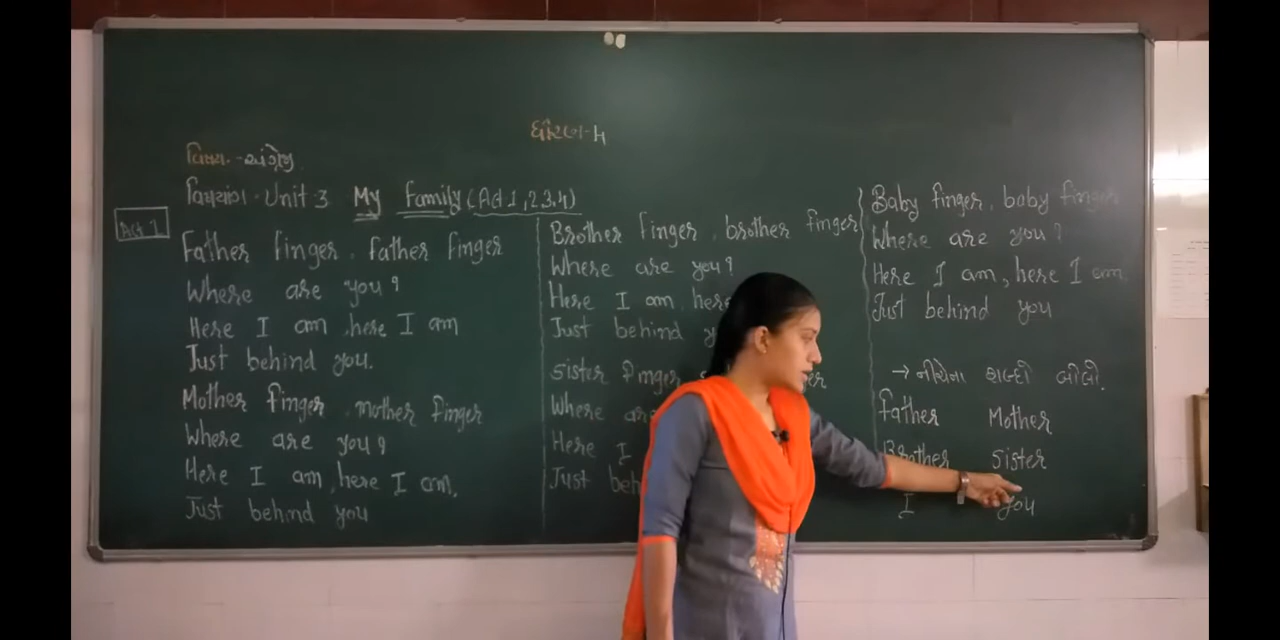 ધોરણ-૫
વિષય - અંગ્રેજી
વિષયાંગ - Unit-3 My Family (Act 1,2,3,4)
Act 1
Father finger, father finger
Where are you?
Here I am, here I am
Just behind you.
Mother finger, mother finger
Where are you?
Here I am, here I am.
Just behind you
Brother finger, brother finger
Where are you?
Here I am, here
Just behind
Sister finger
Where are
Here I
Just
Baby finger, baby finger
Where are you?
Here I am, here I am
Just behind you
→ નીચેના શબ્દો બોલો.
Father Mother
Brother Sister
I you